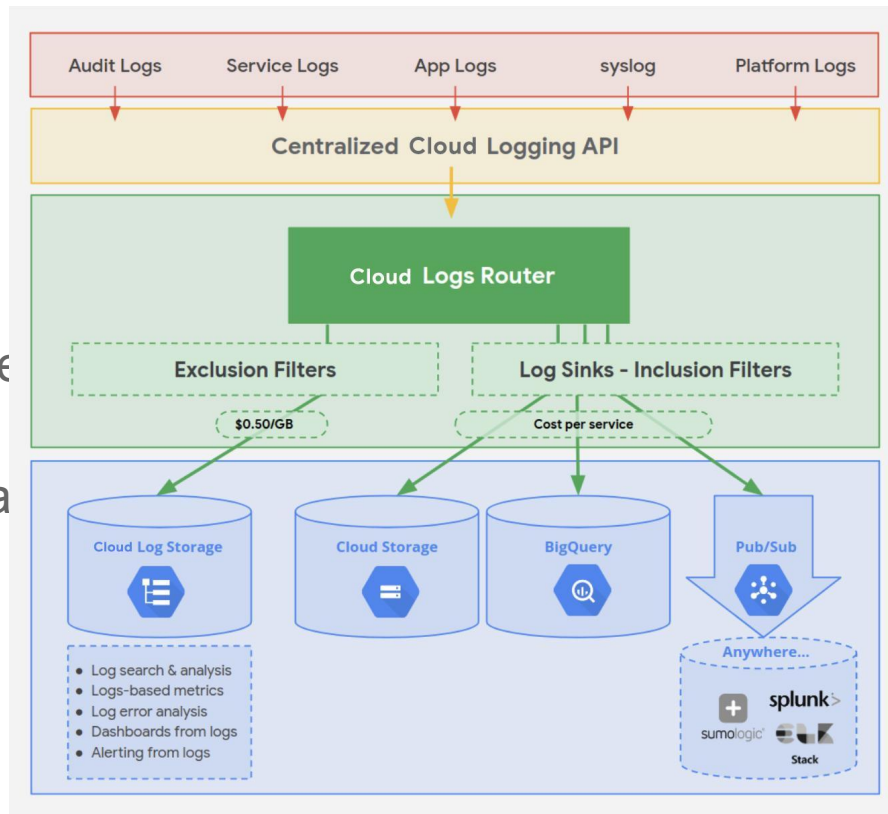 Audit Logs Service Logs App Logs syslog Platform Logs
Centralized Cloud Logging API
Cloud Logs Router
Exclusion Filters Log Sinks - Inclusion Filters
$0.50/GB Cost per service
Cloud Log Storage Cloud Storage BigQuery Pub/Sub
• Log search & analysis
• Logs-based metrics
• Log error analysis
• Dashboards from logs
• Alerting from logs
Anywhere...
splunk>
sumologic
ELK
Stack